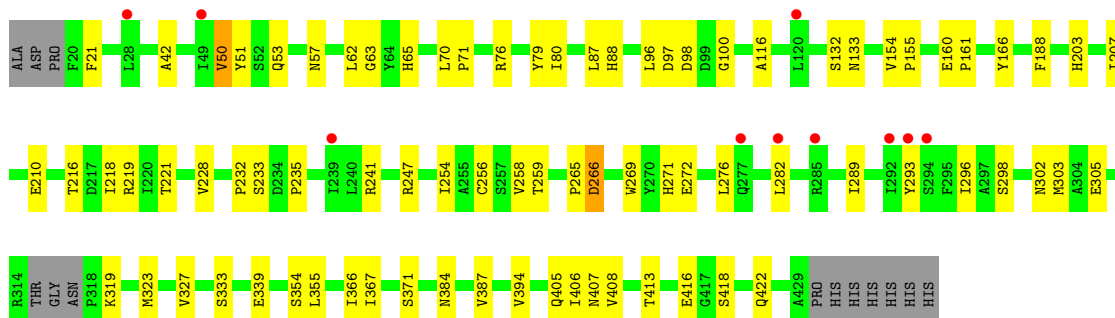 ALA ASP PRO F20 F21 L28 A42 I49 V50 Y51 S52 Q53 N57 L62 G63 Y64 H65 L70 P71 R76 Y79 I80 L87 H88 L96 D97 D98 D99 G100 A116 L120 S132 N133 V154 P155 E160 P161 Y166 F188 H203 I207
E210 T216 D217 I218 R219 I220 T221 V228 P232 S233 D234 P235 I239 L240 R241 R247 I254 A255 C256 S257 V258 T259 P265 D266 W269 Y270 H271 E272 L276 Q277 L282 R285 I289 I292 Y293 S294 F295 I296 A297 S298 N302 M303 A304 E305
R314 THR GLY ASN P318 K319 M323 V327 S333 E339 S354 L355 I366 I367 S371 N384 V387 V394 Q405 I406 N407 V408 T413 E416 G417 S418 Q422 A429 PRO HIS HIS HIS HIS HIS HIS